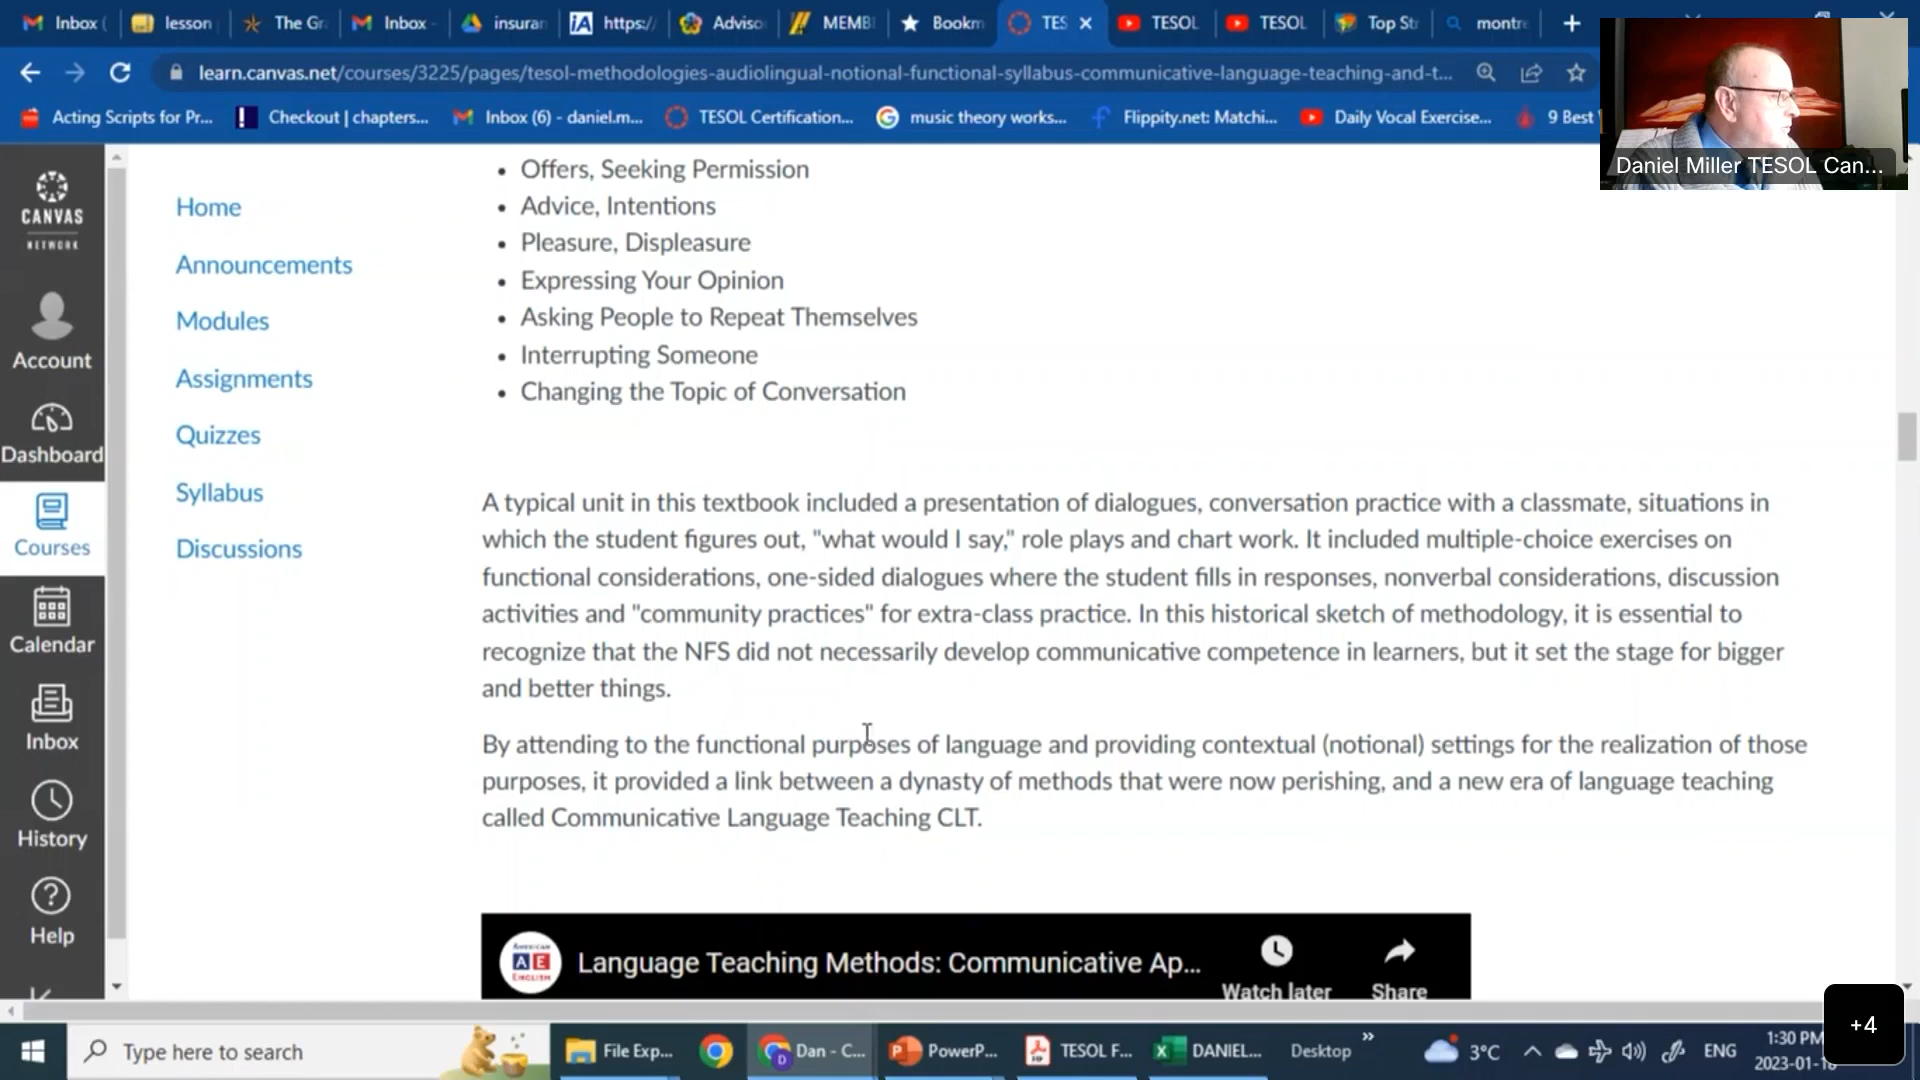 Inbox (
lesson
The Gr
Inbox -
insuran
iA
https:/
Adviso
MEMB
Bookm
TES
TESOL
TESOL
Top Str
montre
learn.canvas.net/courses/3225/pages/tesol-methodologies-audiolingual-notional-functional-syllabus-communicative-language-teaching-and-t...
Acting Scripts for Pr...
Checkout | chapters...
Inbox (6) - daniel.m...
TESOL Certification...
music theory works...
Flippity.net: Matchi...
Daily Vocal Exercise...
9 Best
Daniel Miller TESOL Can...
CANVAS
NETWORK
Account
Dashboard
Courses
Calendar
Inbox
History
Help
Home
Announcements
Modules
Assignments
Quizzes
Syllabus
Discussions
• Offers, Seeking Permission
• Advice, Intentions
• Pleasure, Displeasure
• Expressing Your Opinion
• Asking People to Repeat Themselves
• Interrupting Someone
• Changing the Topic of Conversation
A typical unit in this textbook included a presentation of dialogues, conversation practice with a classmate, situations in
which the student figures out, "what would I say," role plays and chart work. It included multiple-choice exercises on
functional considerations, one-sided dialogues where the student fills in responses, nonverbal considerations, discussion
activities and "community practices" for extra-class practice. In this historical sketch of methodology, it is essential to
recognize that the NFS did not necessarily develop communicative competence in learners, but it set the stage for bigger
and better things.
By attending to the functional purposes of language and providing contextual (notional) settings for the realization of those
purposes, it provided a link between a dynasty of methods that were now perishing, and a new era of language teaching
called Communicative Language Teaching CLT.
AMERICAN
AE
ENGLISH
Language Teaching Methods: Communicative Ap...
Watch later
Share
+4
Type here to search
File Exp...
Dan - C...
PowerP...
TESOL F...
DANIEL...
Desktop
3°C
ENG
1:30 PM
2023-01-1